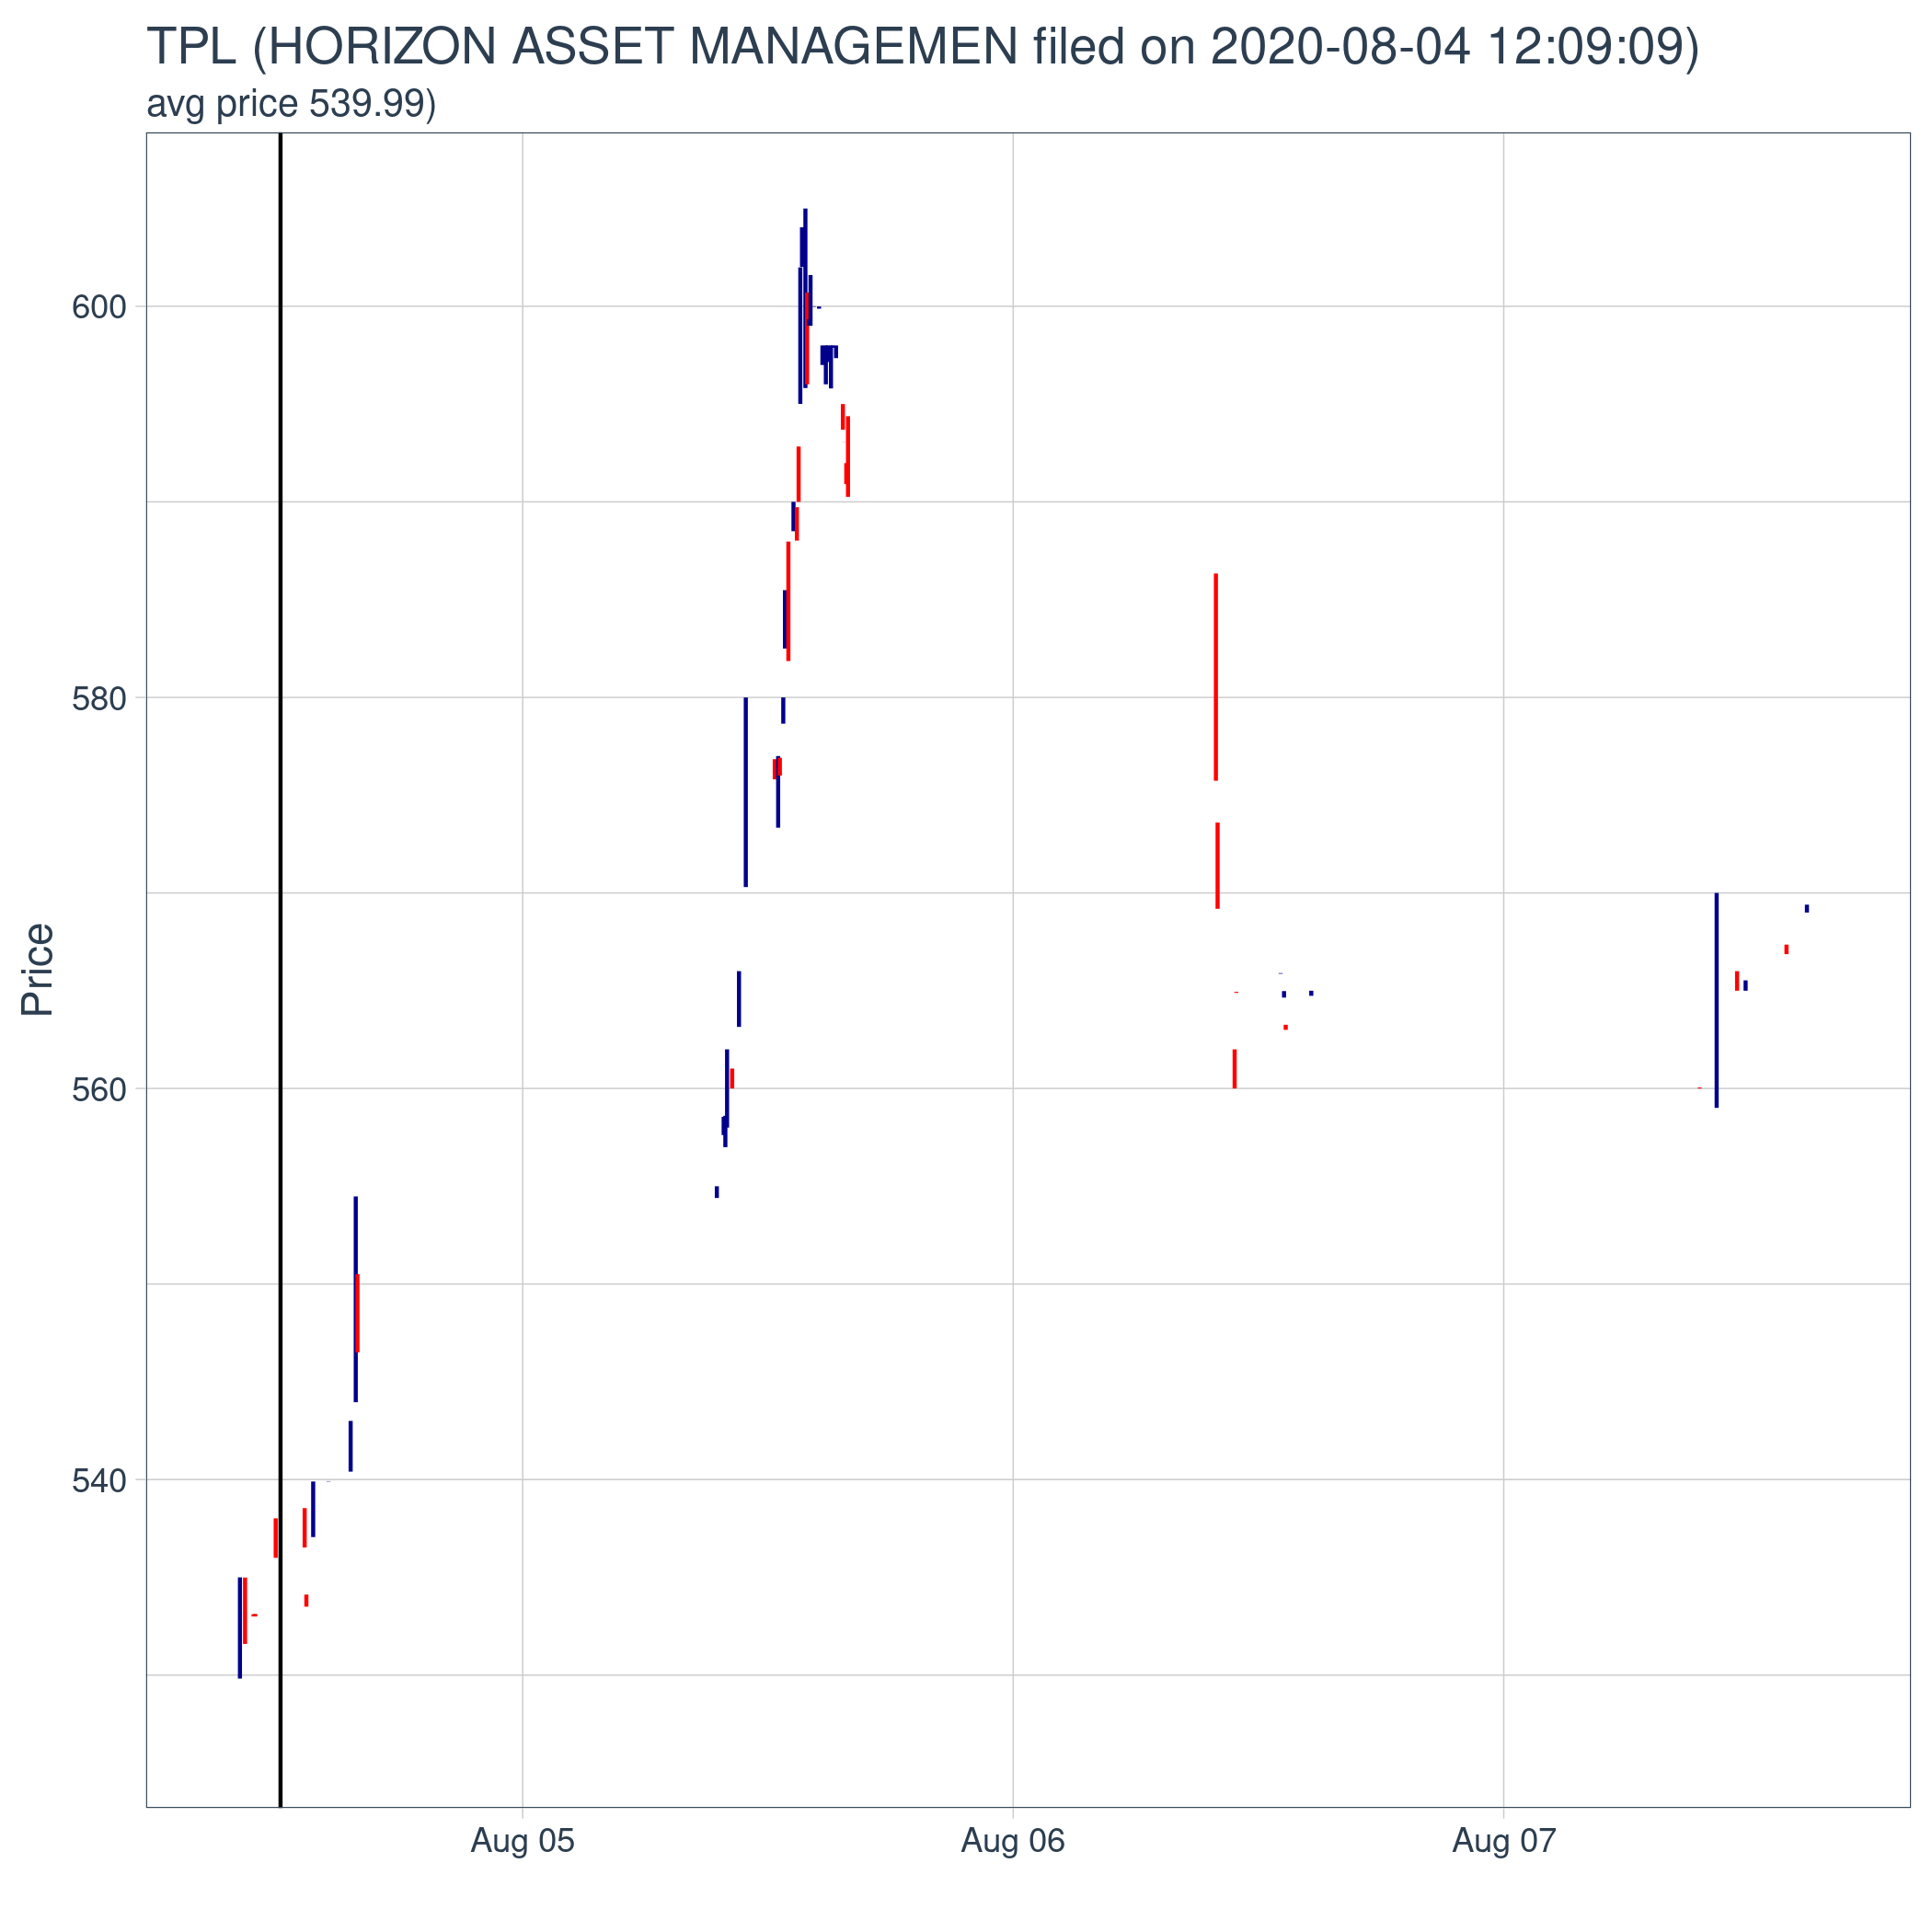 TPL (HORIZON ASSET MANAGEMEN filed on 2020-08-04 12:09:09)
avg price 539.99)
600
580
Price
560
540
Aug 05 Aug 06 Aug 07